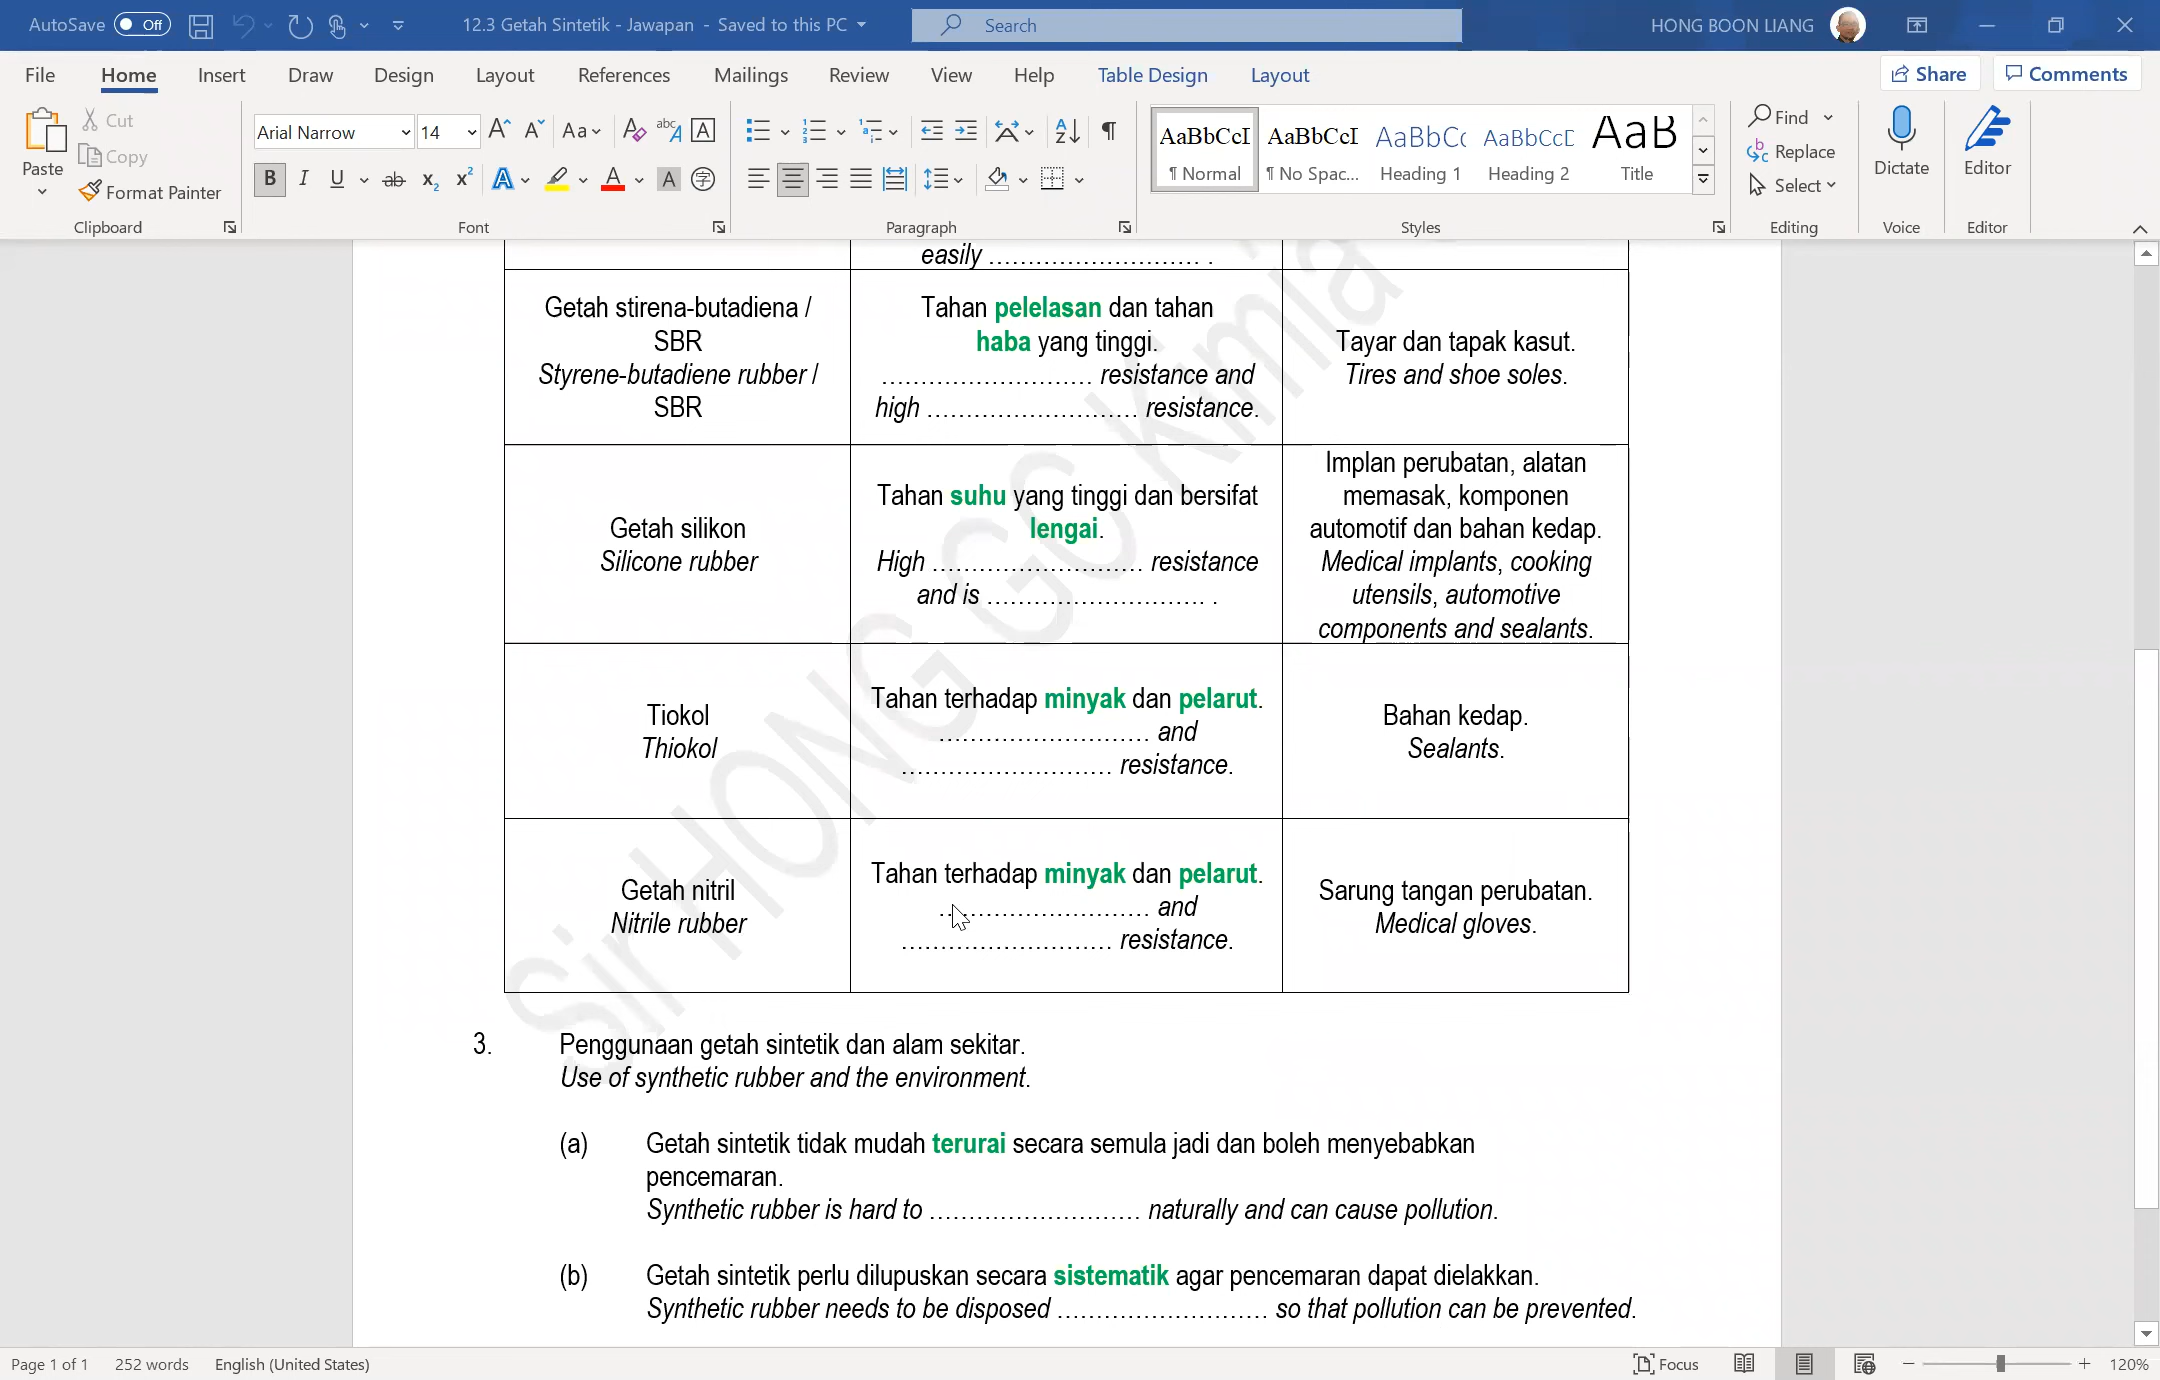 AutoSave Off 12.3 Getah Sintetik - Jawapan - Saved to this PC Search HONG BOON LIANG
File Home Insert Draw Design Layout References Mailings Review View Help Table Design Layout Share Comments
Paste Cut Copy Format Painter
Clipboard
Arial Narrow 14
Font
Paragraph
AaBbCcI AaBbCcI AaBbC AaBbCcD AaB
¶ Normal ¶ No Spac... Heading 1 Heading 2 Title
Styles
Find
Replace
Select
Editing
Dictate
Voice
Editor
Editor
easily ........................... .
Getah stirena-butadiena /
SBR
Styrene-butadiene rubber /
SBR
Tahan pelelasan dan tahan
haba yang tinggi.
........................... resistance and
high ........................... resistance.
Tayar dan tapak kasut.
Tires and shoe soles.
Getah silikon
Silicone rubber
Tahan suhu yang tinggi dan bersifat
lengai.
High ........................... resistance
and is ........................... .
Implan perubatan, alatan
memasak, komponen
automotif dan bahan kedap.
Medical implants, cooking
utensils, automotive
components and sealants.
Tiokol
Thiokol
Tahan terhadap minyak dan pelarut.
........................... and
........................... resistance.
Bahan kedap.
Sealants.
Getah nitril
Nitrile rubber
Tahan terhadap minyak dan pelarut.
........................... and
........................... resistance.
Sarung tangan perubatan.
Medical gloves.
Sir HONG GC Kimia
3. Penggunaan getah sintetik dan alam sekitar.
Use of synthetic rubber and the environment.
(a) Getah sintetik tidak mudah terurai secara semula jadi dan boleh menyebabkan
pencemaran.
Synthetic rubber is hard to ........................... naturally and can cause pollution.
(b) Getah sintetik perlu dilupuskan secara sistematik agar pencemaran dapat dielakkan.
Synthetic rubber needs to be disposed ........................... so that pollution can be prevented.
Page 1 of 1 252 words English (United States) Focus 120%